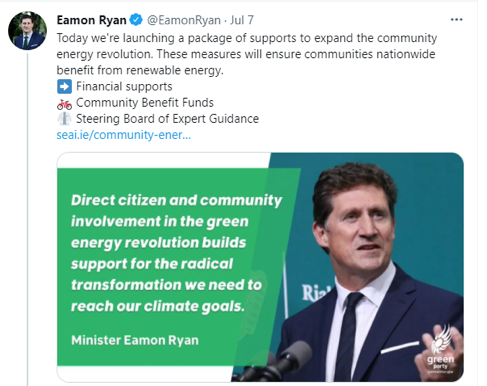 Eamon Ryan @EamonRyan · Jul 7
Today we're launching a package of supports to expand the community
energy revolution. These measures will ensure communities nationwide
benefit from renewable energy.
➡️ Financial supports
🚲 Community Benefit Funds
Steering Board of Expert Guidance
seai.ie/community-ener...
Direct citizen and community
involvement in the green
energy revolution builds
support for the radical
transformation we need to
reach our climate goals.
Minister Eamon Ryan
green
party